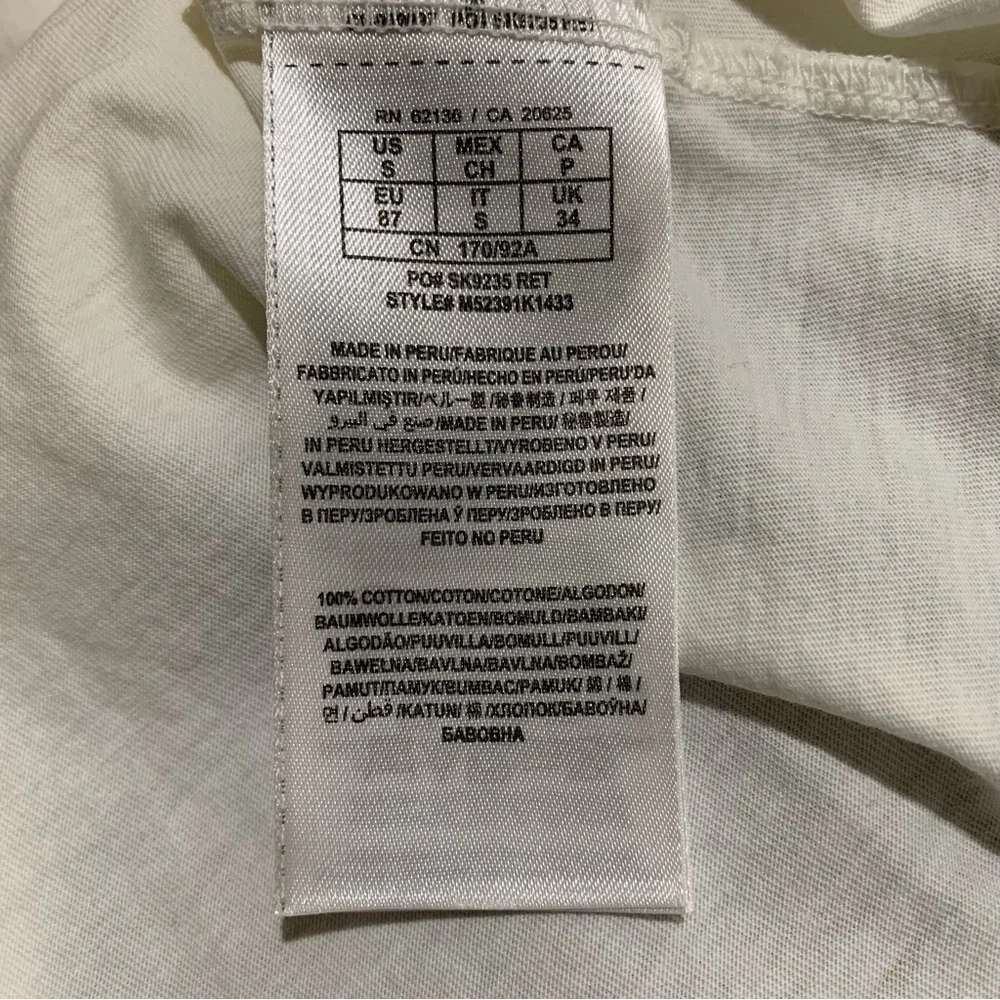 RN 62136 / CA 20625
US MEX CA
S CH P
EU IT UK
87 S 34
CN 170/92A
PO# SK9235 RET
STYLE# M52391K1433
MADE IN PERU/FABRIQUE AU PEROU/
FABBRICATO IN PERÚ/HECHO EN PERÚ/PERU'DA
YAPILMIŞTIR/ペルー製 /秘鲁制造 / 페루 제품 /
صنع في البيرو/MADE IN PERU/ 秘魯製造/
IN PERU HERGESTELLT/VYROBENO V PERU/
VALMISTETTU PERU/VERVAARDIGD IN PERU/
WYPRODUKOWANO W PERU/ИЗГОТОВЛЕНО
В ПЕРУ/ЗРОБЛЕНА Ў ПЕРУ/ЗРОБЛЕНО В ПЕРУ/
FEITO NO PERU
100% COTTON/COTON/COTONE/ALGODON/
BAUMWOLLE/KATOEN/BOMULD/BAMBAKI/
ALGODÃO/PUUVILLA/BOMULL/PUUVILL/
BAWEŁNA/BAVLNA/BAVLNA/BOMBAŽ/
PAMUT/ПАМУК/BUMBAC/PAMUK/ 綿 / 棉 /
면 / قطن/ /KATUN/ 棉 /ХЛОПОК/БАВОЎНА/
БАВОВНА